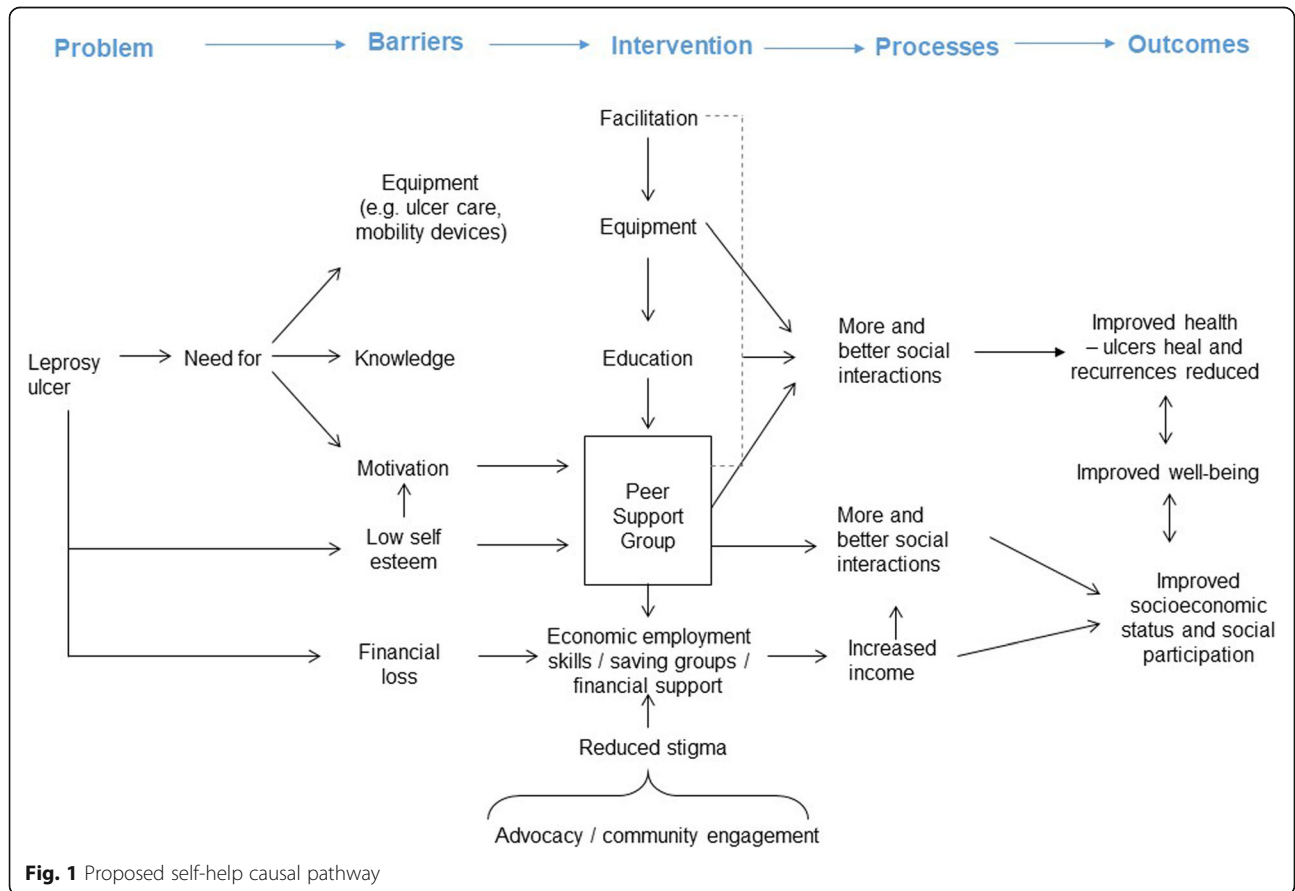 Problem
Barriers
Intervention
Processes
Outcomes
Facilitation
Equipment
(e.g. ulcer care,
mobility devices)
Equipment
Leprosy
ulcer
Need for
Knowledge
Education
More and
better social
interactions
Improved health
– ulcers heal and
recurrences reduced
Motivation
Peer
Support
Group
Improved well-being
Low self
esteem
More and
better social
interactions
Improved
socioeconomic
status and social
participation
Financial
loss
Economic employment
skills / saving groups /
financial support
Increased
income
Reduced stigma
Advocacy / community engagement
Fig. 1 Proposed self-help causal pathway